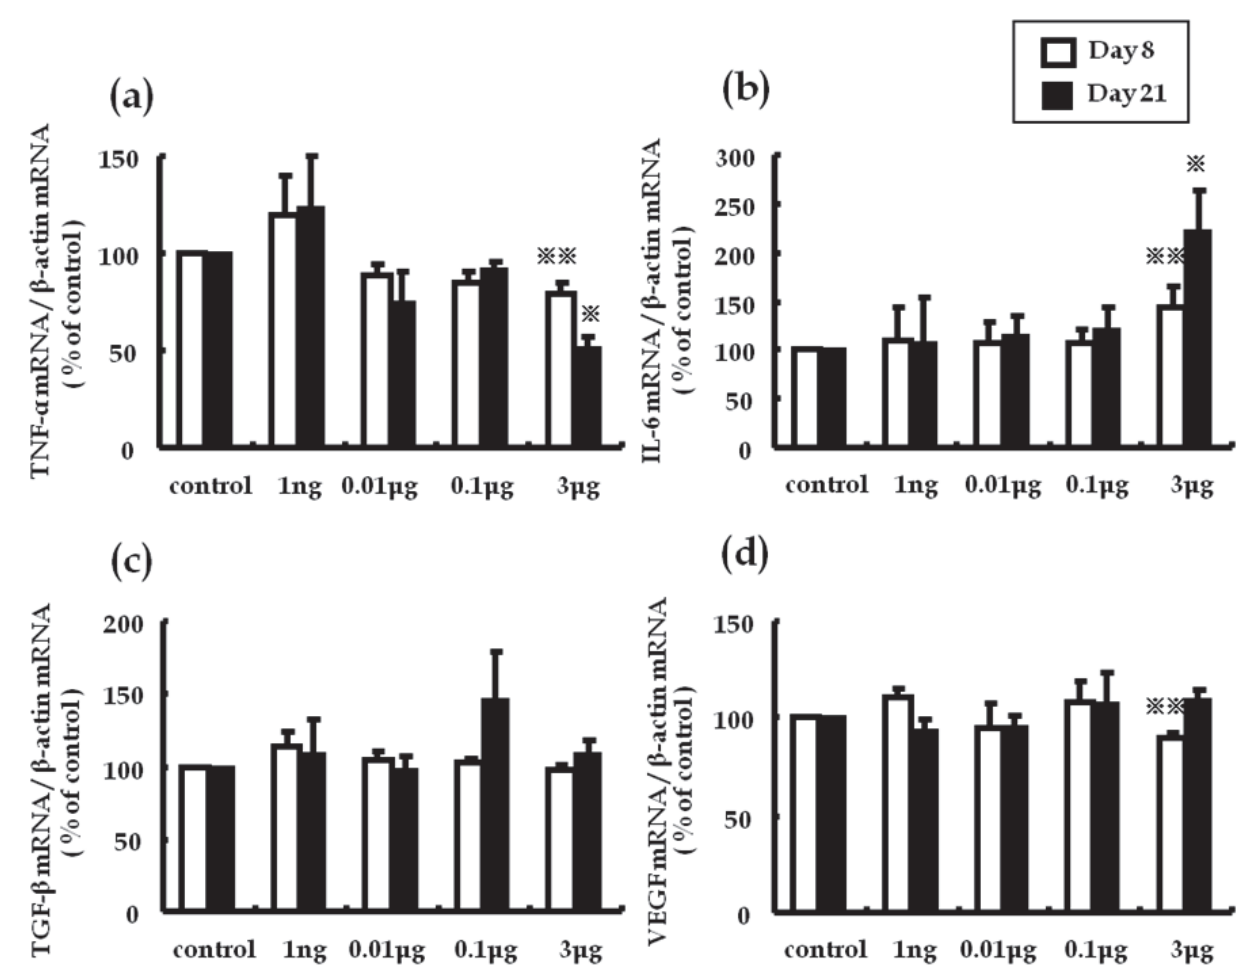 Day 8
Day 21
(a)
TNF-α mRNA / β-actin mRNA
( % of control )
150
100
50
0
※※
※
control 1ng 0.01μg 0.1μg 3μg
(b)
IL-6 mRNA / β-actin mRNA
( % of control)
300
250
200
150
100
50
0
※※
※
control 1ng 0.01μg 0.1μg 3μg
(c)
TGF-β mRNA / β-actin mRNA
( % of control )
200
150
100
50
0
control 1ng 0.01μg 0.1μg 3μg
(d)
VEGF mRNA / β-actin mRNA
( % of control )
150
100
50
0
※※
control 1ng 0.01μg 0.1μg 3μg